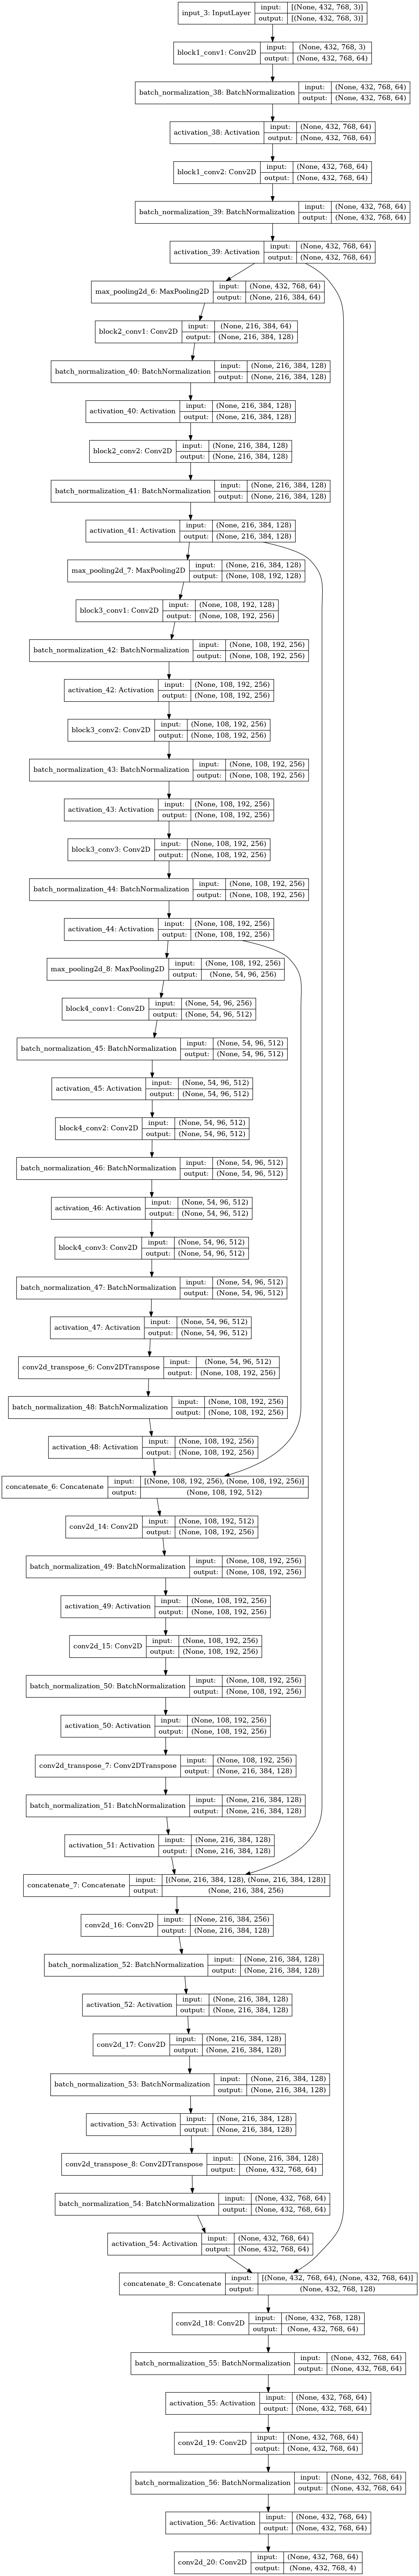 input_3: InputLayer
input: [(None, 432, 768, 3)]
output: [(None, 432, 768, 3)]
block1_conv1: Conv2D
input: (None, 432, 768, 3)
output: (None, 432, 768, 64)
batch_normalization_38: BatchNormalization
input: (None, 432, 768, 64)
output: (None, 432, 768, 64)
activation_38: Activation
input: (None, 432, 768, 64)
output: (None, 432, 768, 64)
block1_conv2: Conv2D
input: (None, 432, 768, 64)
output: (None, 432, 768, 64)
batch_normalization_39: BatchNormalization
input: (None, 432, 768, 64)
output: (None, 432, 768, 64)
activation_39: Activation
input: (None, 432, 768, 64)
output: (None, 432, 768, 64)
max_pooling2d_6: MaxPooling2D
input: (None, 432, 768, 64)
output: (None, 216, 384, 64)
block2_conv1: Conv2D
input: (None, 216, 384, 64)
output: (None, 216, 384, 128)
batch_normalization_40: BatchNormalization
input: (None, 216, 384, 128)
output: (None, 216, 384, 128)
activation_40: Activation
input: (None, 216, 384, 128)
output: (None, 216, 384, 128)
block2_conv2: Conv2D
input: (None, 216, 384, 128)
output: (None, 216, 384, 128)
batch_normalization_41: BatchNormalization
input: (None, 216, 384, 128)
output: (None, 216, 384, 128)
activation_41: Activation
input: (None, 216, 384, 128)
output: (None, 216, 384, 128)
max_pooling2d_7: MaxPooling2D
input: (None, 216, 384, 128)
output: (None, 108, 192, 128)
block3_conv1: Conv2D
input: (None, 108, 192, 128)
output: (None, 108, 192, 256)
batch_normalization_42: BatchNormalization
input: (None, 108, 192, 256)
output: (None, 108, 192, 256)
activation_42: Activation
input: (None, 108, 192, 256)
output: (None, 108, 192, 256)
block3_conv2: Conv2D
input: (None, 108, 192, 256)
output: (None, 108, 192, 256)
batch_normalization_43: BatchNormalization
input: (None, 108, 192, 256)
output: (None, 108, 192, 256)
activation_43: Activation
input: (None, 108, 192, 256)
output: (None, 108, 192, 256)
block3_conv3: Conv2D
input: (None, 108, 192, 256)
output: (None, 108, 192, 256)
batch_normalization_44: BatchNormalization
input: (None, 108, 192, 256)
output: (None, 108, 192, 256)
activation_44: Activation
input: (None, 108, 192, 256)
output: (None, 108, 192, 256)
max_pooling2d_8: MaxPooling2D
input: (None, 108, 192, 256)
output: (None, 54, 96, 256)
block4_conv1: Conv2D
input: (None, 54, 96, 256)
output: (None, 54, 96, 512)
batch_normalization_45: BatchNormalization
input: (None, 54, 96, 512)
output: (None, 54, 96, 512)
activation_45: Activation
input: (None, 54, 96, 512)
output: (None, 54, 96, 512)
block4_conv2: Conv2D
input: (None, 54, 96, 512)
output: (None, 54, 96, 512)
batch_normalization_46: BatchNormalization
input: (None, 54, 96, 512)
output: (None, 54, 96, 512)
activation_46: Activation
input: (None, 54, 96, 512)
output: (None, 54, 96, 512)
block4_conv3: Conv2D
input: (None, 54, 96, 512)
output: (None, 54, 96, 512)
batch_normalization_47: BatchNormalization
input: (None, 54, 96, 512)
output: (None, 54, 96, 512)
activation_47: Activation
input: (None, 54, 96, 512)
output: (None, 54, 96, 512)
conv2d_transpose_6: Conv2DTranspose
input: (None, 54, 96, 512)
output: (None, 108, 192, 256)
batch_normalization_48: BatchNormalization
input: (None, 108, 192, 256)
output: (None, 108, 192, 256)
activation_48: Activation
input: (None, 108, 192, 256)
output: (None, 108, 192, 256)
concatenate_6: Concatenate
input: [(None, 108, 192, 256), (None, 108, 192, 256)]
output: (None, 108, 192, 512)
conv2d_14: Conv2D
input: (None, 108, 192, 512)
output: (None, 108, 192, 256)
batch_normalization_49: BatchNormalization
input: (None, 108, 192, 256)
output: (None, 108, 192, 256)
activation_49: Activation
input: (None, 108, 192, 256)
output: (None, 108, 192, 256)
conv2d_15: Conv2D
input: (None, 108, 192, 256)
output: (None, 108, 192, 256)
batch_normalization_50: BatchNormalization
input: (None, 108, 192, 256)
output: (None, 108, 192, 256)
activation_50: Activation
input: (None, 108, 192, 256)
output: (None, 108, 192, 256)
conv2d_transpose_7: Conv2DTranspose
input: (None, 108, 192, 256)
output: (None, 216, 384, 128)
batch_normalization_51: BatchNormalization
input: (None, 216, 384, 128)
output: (None, 216, 384, 128)
activation_51: Activation
input: (None, 216, 384, 128)
output: (None, 216, 384, 128)
concatenate_7: Concatenate
input: [(None, 216, 384, 128), (None, 216, 384, 128)]
output: (None, 216, 384, 256)
conv2d_16: Conv2D
input: (None, 216, 384, 256)
output: (None, 216, 384, 128)
batch_normalization_52: BatchNormalization
input: (None, 216, 384, 128)
output: (None, 216, 384, 128)
activation_52: Activation
input: (None, 216, 384, 128)
output: (None, 216, 384, 128)
conv2d_17: Conv2D
input: (None, 216, 384, 128)
output: (None, 216, 384, 128)
batch_normalization_53: BatchNormalization
input: (None, 216, 384, 128)
output: (None, 216, 384, 128)
activation_53: Activation
input: (None, 216, 384, 128)
output: (None, 216, 384, 128)
conv2d_transpose_8: Conv2DTranspose
input: (None, 216, 384, 128)
output: (None, 432, 768, 64)
batch_normalization_54: BatchNormalization
input: (None, 432, 768, 64)
output: (None, 432, 768, 64)
activation_54: Activation
input: (None, 432, 768, 64)
output: (None, 432, 768, 64)
concatenate_8: Concatenate
input: [(None, 432, 768, 64), (None, 432, 768, 64)]
output: (None, 432, 768, 128)
conv2d_18: Conv2D
input: (None, 432, 768, 128)
output: (None, 432, 768, 64)
batch_normalization_55: BatchNormalization
input: (None, 432, 768, 64)
output: (None, 432, 768, 64)
activation_55: Activation
input: (None, 432, 768, 64)
output: (None, 432, 768, 64)
conv2d_19: Conv2D
input: (None, 432, 768, 64)
output: (None, 432, 768, 64)
batch_normalization_56: BatchNormalization
input: (None, 432, 768, 64)
output: (None, 432, 768, 64)
activation_56: Activation
input: (None, 432, 768, 64)
output: (None, 432, 768, 64)
conv2d_20: Conv2D
input: (None, 432, 768, 64)
output: (None, 432, 768, 4)